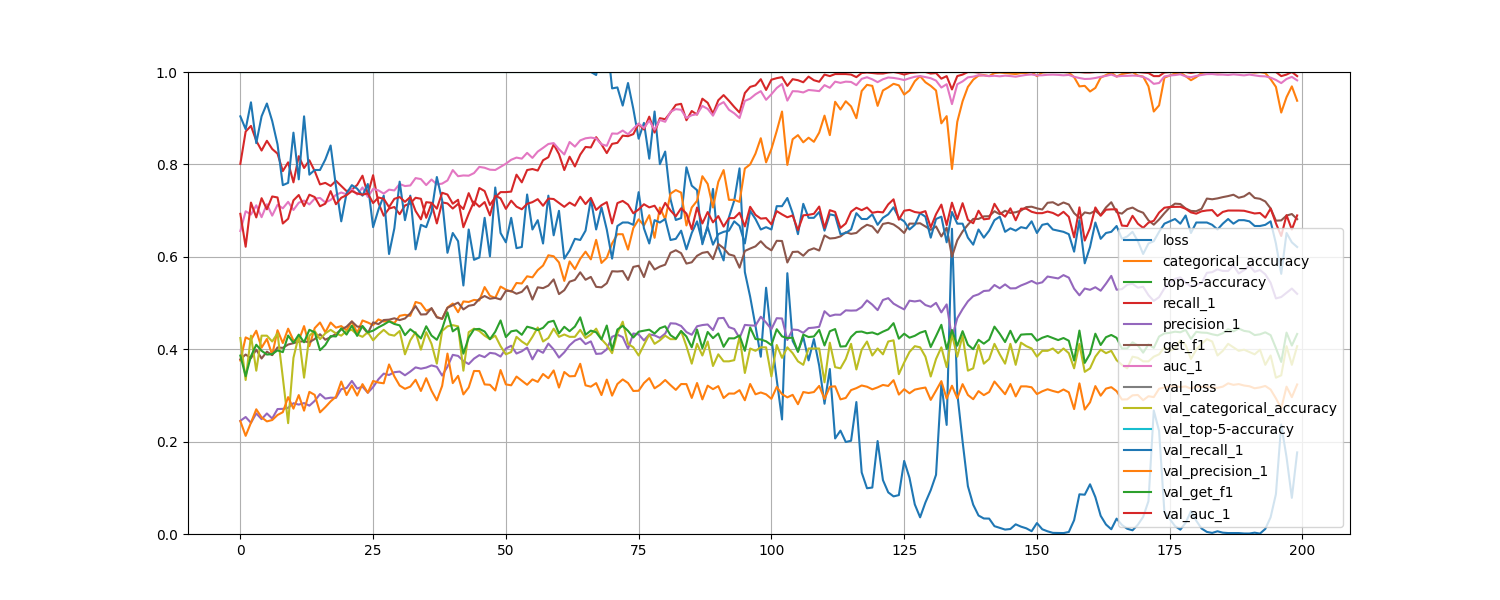 1.0
0.8
0.6
0.4
0.2
0.0
0 25 50 75 100 125 150 175 200
loss
categorical_accuracy
top-5-accuracy
recall_1
precision_1
get_f1
auc_1
val_loss
val_categorical_accuracy
val_top-5-accuracy
val_recall_1
val_precision_1
val_get_f1
val_auc_1